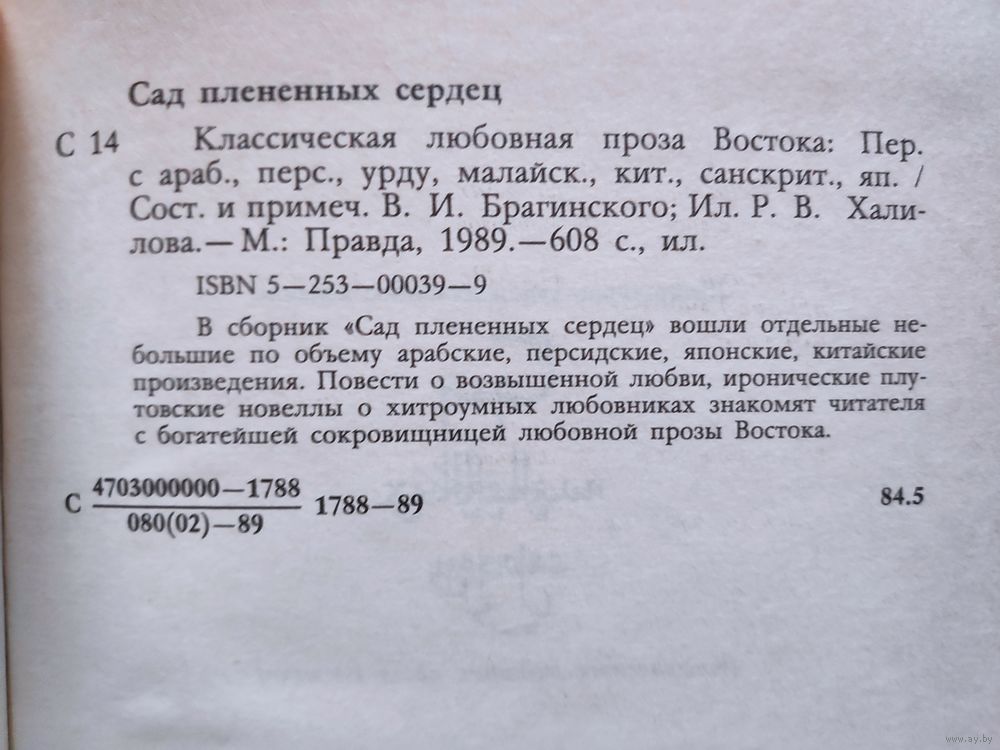 Сад плененных сердец
С 14 Классическая любовная проза Востока: Пер.
с араб., перс., урду, малайск., кит., санскрит., яп. /
Сост. и примеч. В. И. Брагинского; Ил. Р. В. Хали-
лова.— М.: Правда, 1989.—608 с., ил.
ISBN 5—253—00039—9
В сборник «Сад плененных сердец» вошли отдельные не-
большие по объему арабские, персидские, японские, китайские
произведения. Повести о возвышенной любви, иронические плу-
товские новеллы о хитроумных любовниках знакомят читателя
с богатейшей сокровищницей любовной прозы Востока.
С 4703000000—1788
080(02)—89
1788—89
84.5
www.ay.by